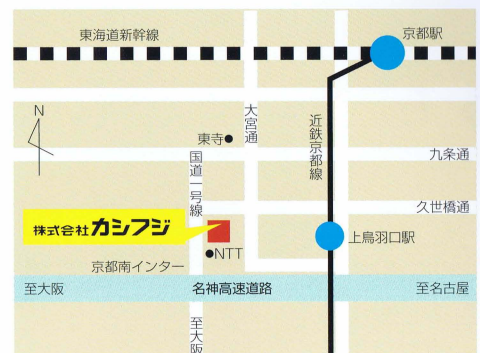 東海道新幹線
京都駅
N
大宮通
近鉄京都線
東寺
九条通
国道一号線
久世橋通
株式会社カシフジ
上鳥羽口駅
NTT
京都南インター
至大阪
名神高速道路
至名古屋
至大阪